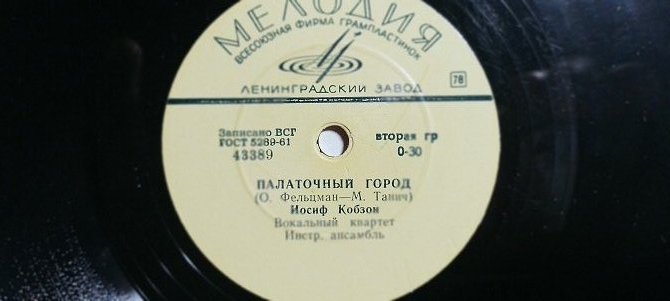 МЕЛОДИЯ
ВСЕСОЮЗНАЯ ФИРМА ГРАМПЛАСТИНОК
ЛЕНИНГРАДСКИЙ ЗАВОД
78
Записано ВСГ
ГОСТ 5289-61
43389
вторая гр
0-30
ПАЛАТОЧНЫЙ ГОРОД
(О. Фельцман—М. Танич)
Иосиф Кобзон
Вокальный квартет
Инстр. ансамбль